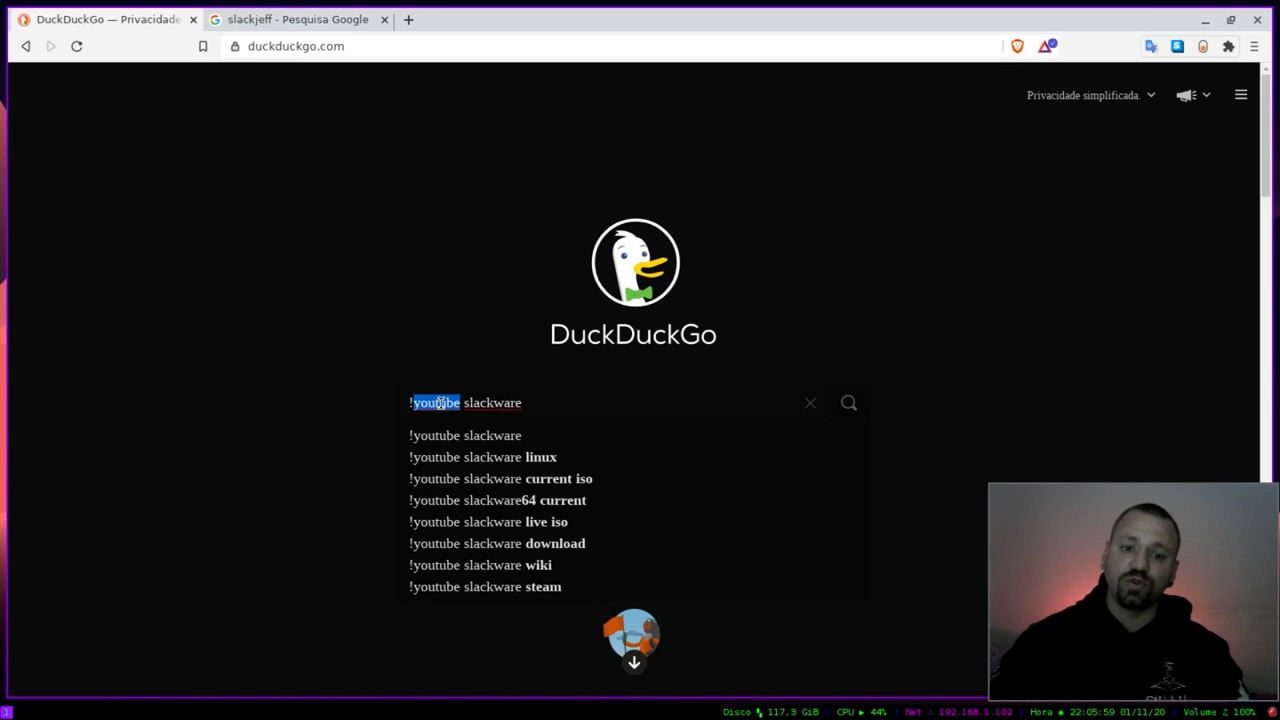 DuckDuckGo — Privacidade
slackjeff - Pesquisa Google
duckduckgo.com
Privacidade simplificada.
DuckDuckGo
!youtube slackware
!youtube slackware
!youtube slackware linux
!youtube slackware current iso
!youtube slackware64 current
!youtube slackware live iso
!youtube slackware download
!youtube slackware wiki
!youtube slackware steam
1 Disco 117,3 GiB CPU 44% Net 192.168.1.102 Hora 22:05:59 01/11/20 Volume 100%